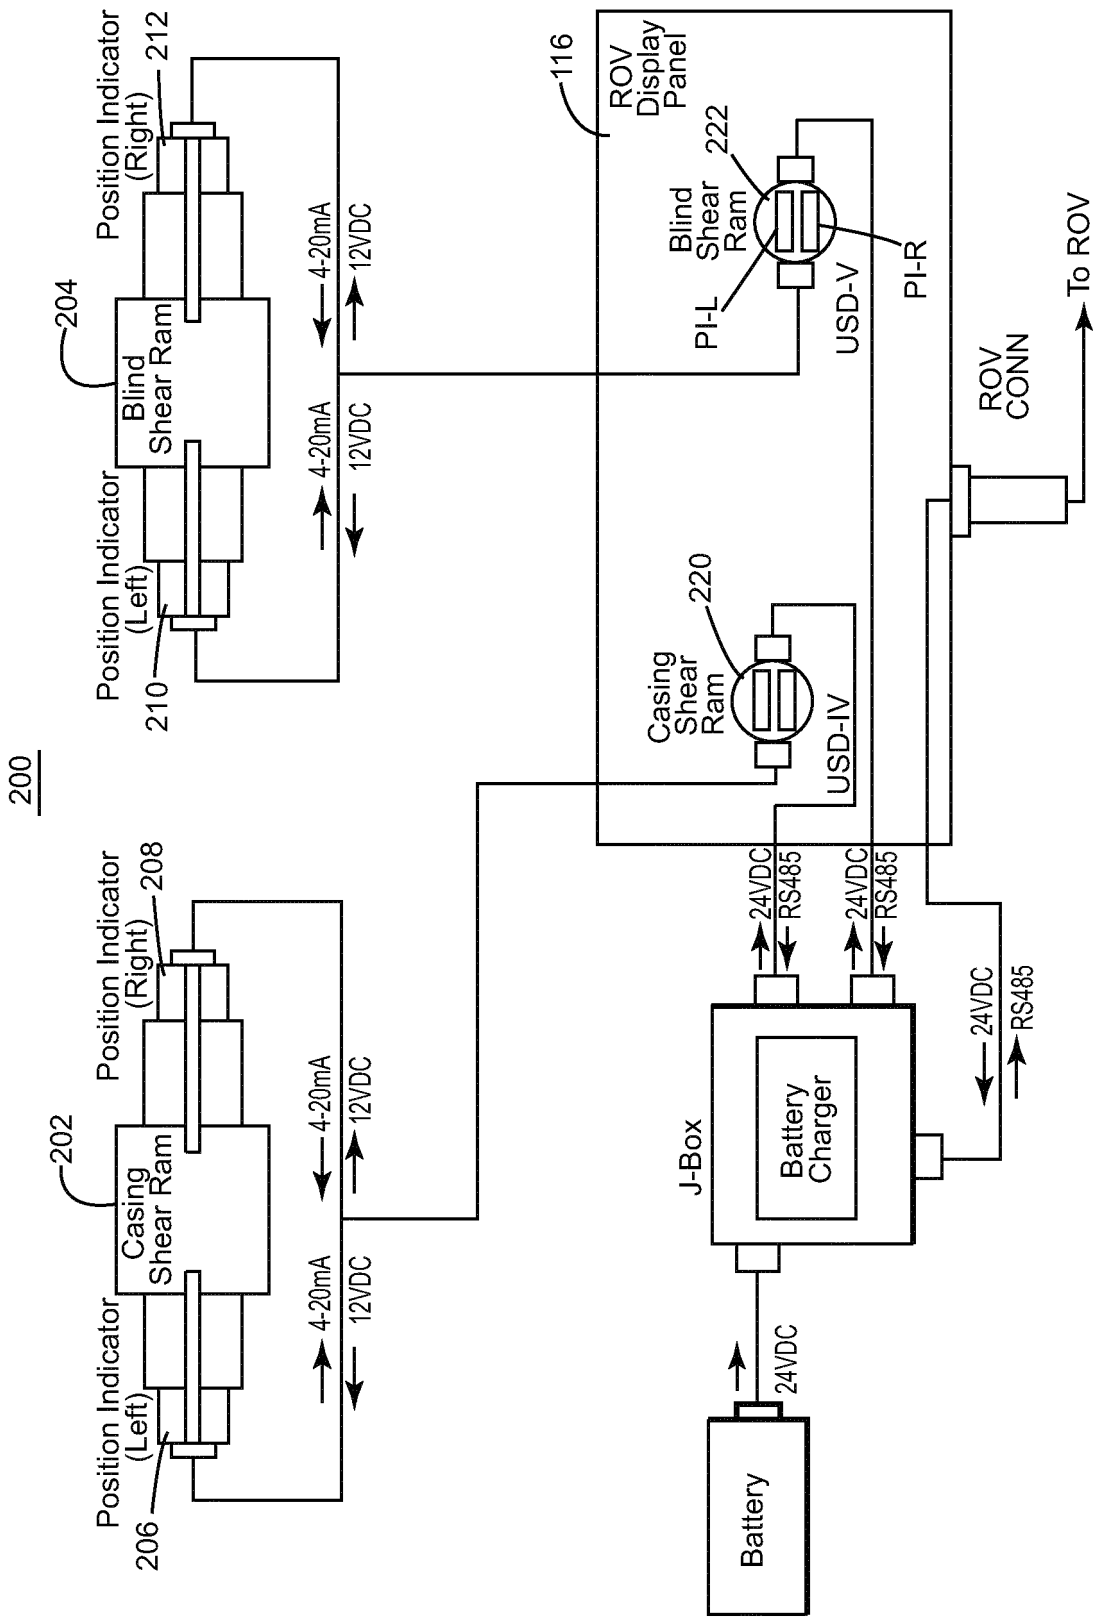 200
202
Position Indicator
(Left)
206
Casing
Shear Ram
Position Indicator
(Right)
208
4-20mA
12VDC
4-20mA
12VDC
204
Position Indicator
(Left)
210
Blind
Shear Ram
Position Indicator
(Right)
212
4-20mA
12VDC
4-20mA
12VDC
Battery
24VDC
J-Box
Battery
Charger
24VDC
RS485
24VDC
RS485
24VDC
RS485
116
ROV
Display
Panel
Casing
Shear
Ram
220
USD-IV
Blind
Shear
Ram
222
PI-L
USD-V
PI-R
ROV
CONN
To ROV